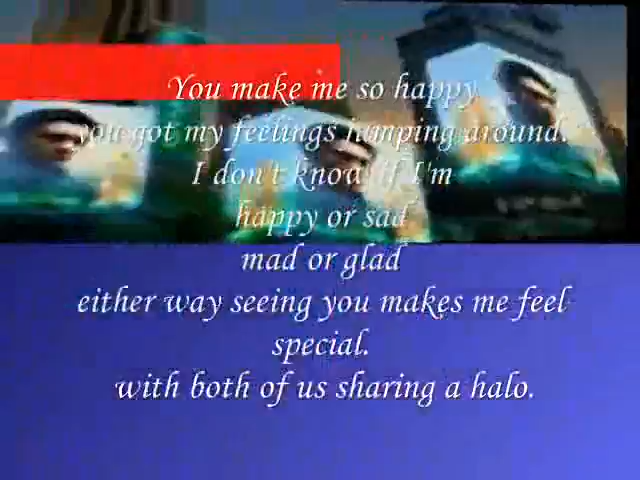 You make me so happy
you got my feelings jumping around.
I don't know if I'm
happy or sad
mad or glad
either way seeing you makes me feel
special.
with both of us sharing a halo.